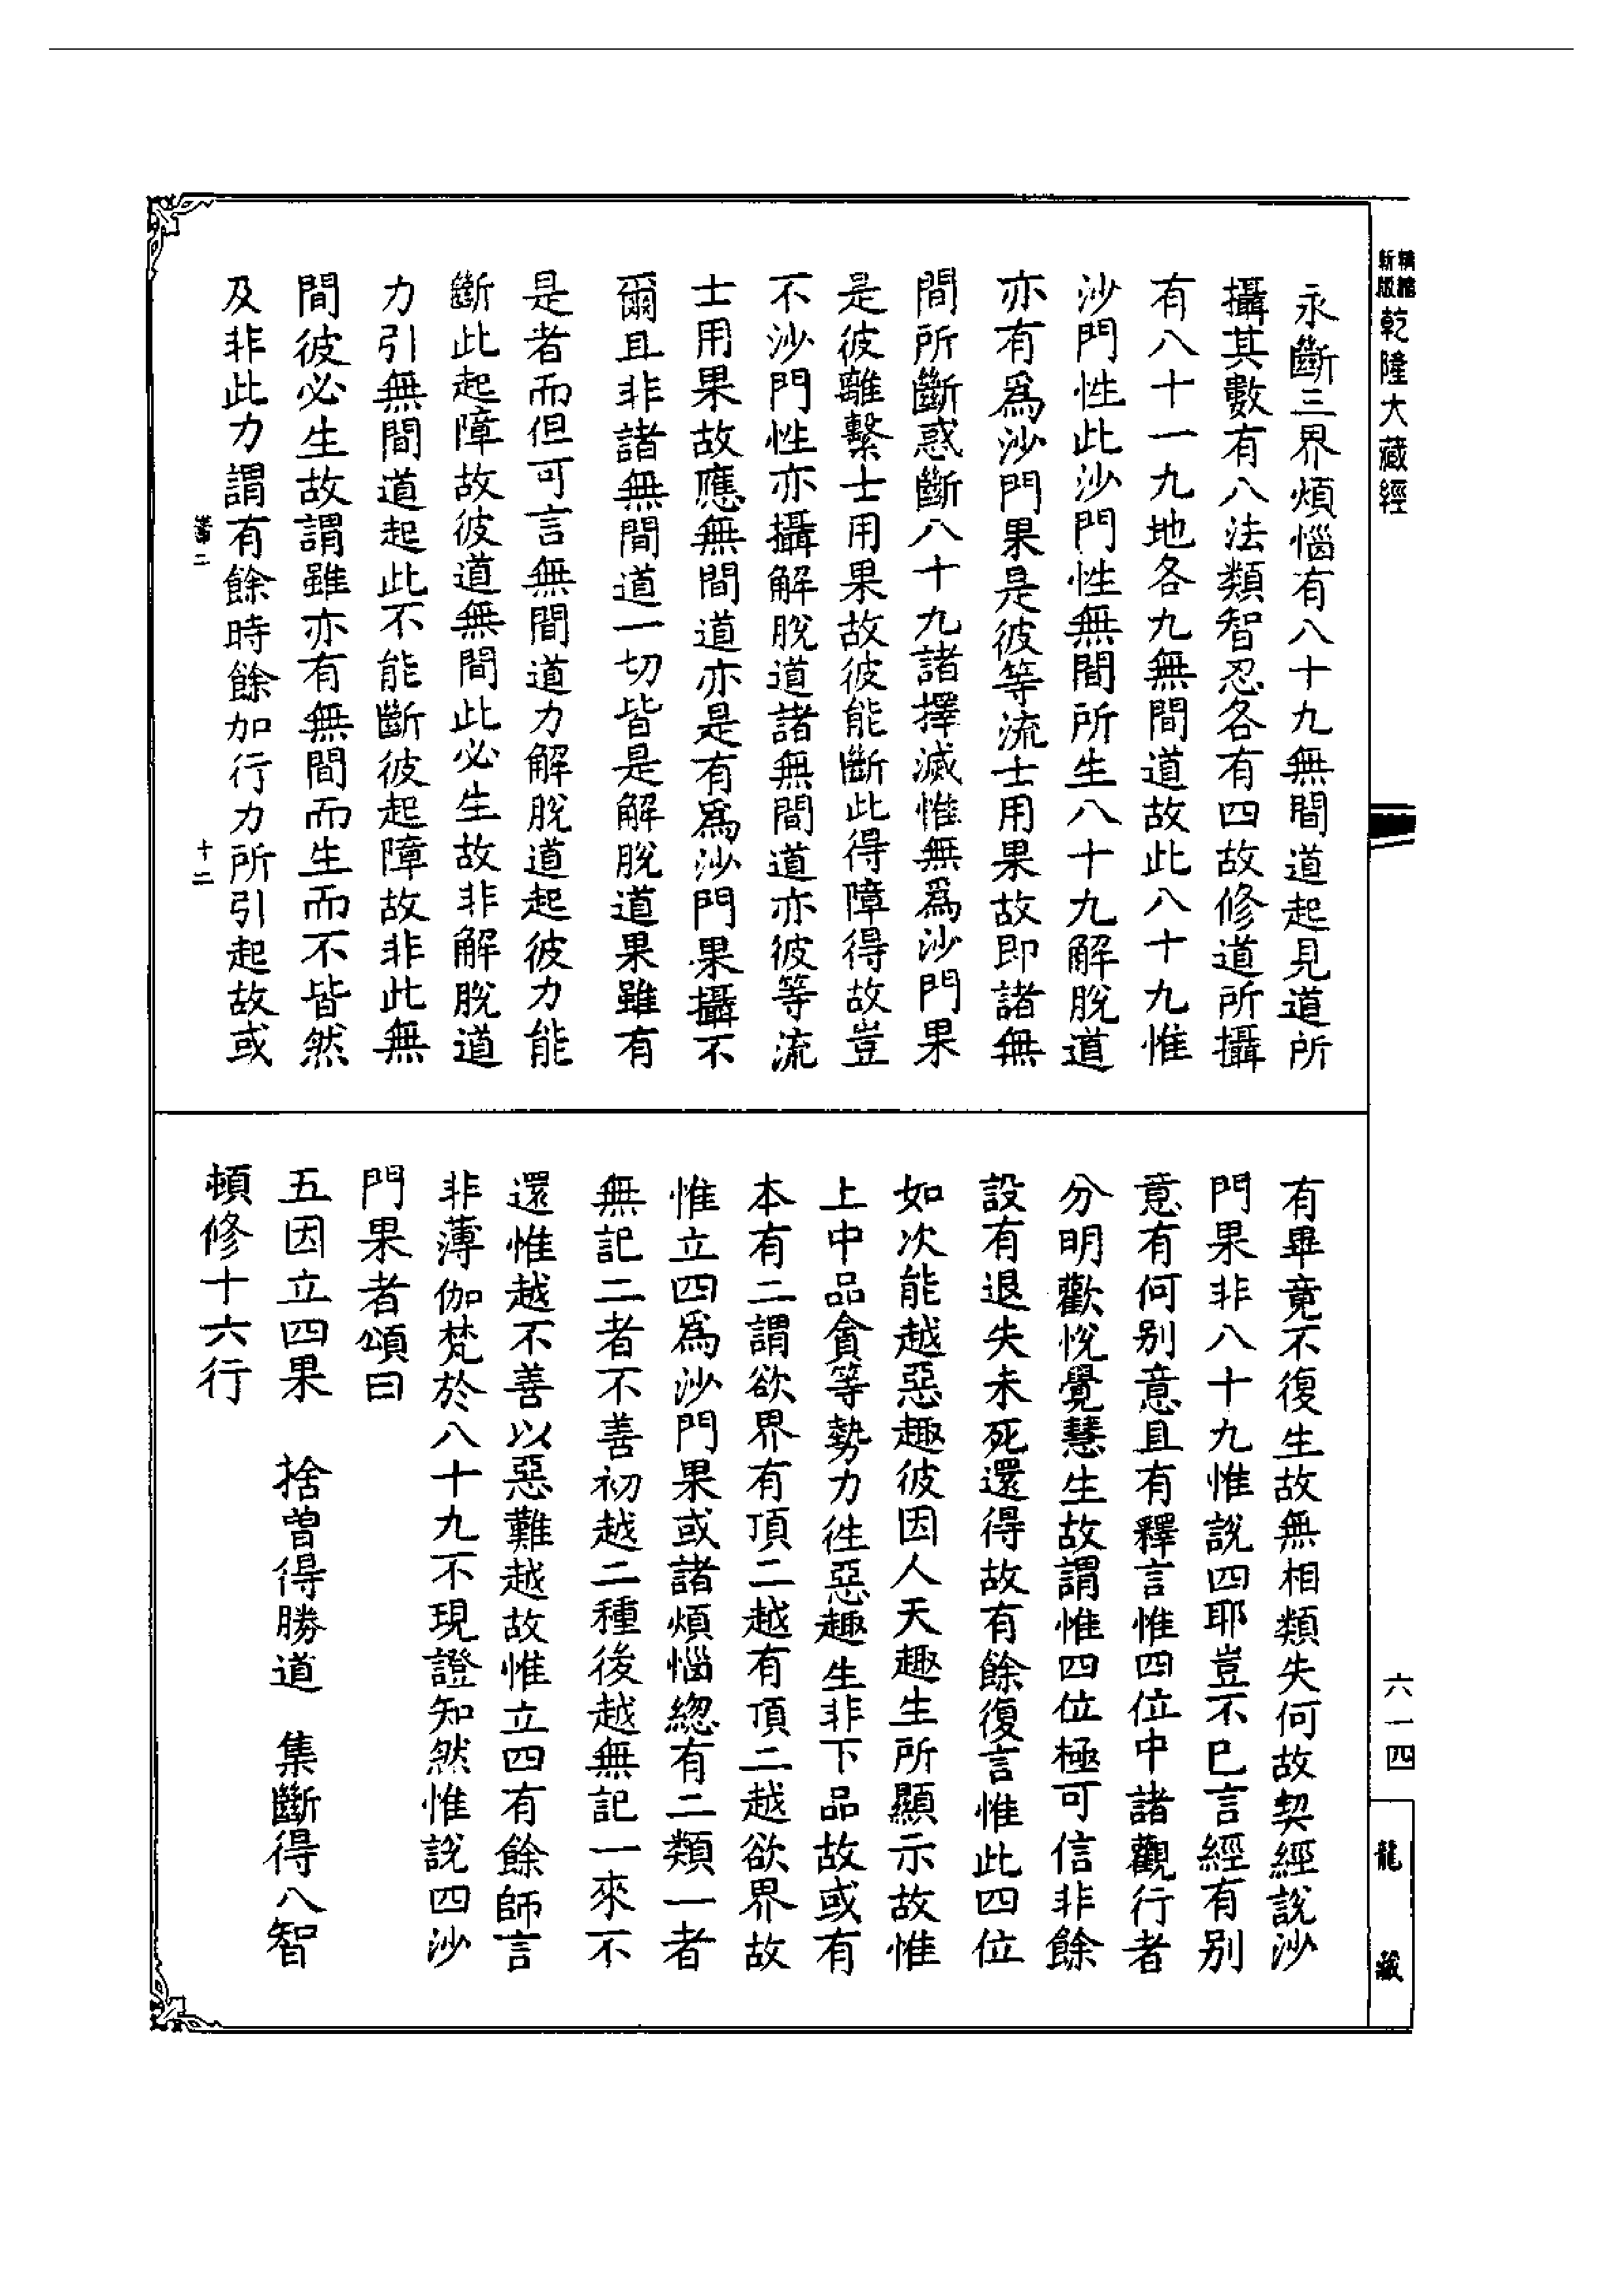 新版
精縮
乾隆大藏經
六一四
龍藏
永斷三界煩惱有八十九無間道起見道所
攝其數有八法類智忍各有四故修道所攝
有八十一九地各九無間道故此八十九惟
沙門性此沙門性無間所生八十九解脫道
亦有爲沙門果是彼等流士用果故即諸無
間所斷惑斷八十九諸擇滅惟無爲沙門果
是彼離繫士用果故彼能斷此得障得故豈
不沙門性亦攝解脫道諸無間道亦彼等流
士用果故應無間道亦是有爲沙門果攝不
爾且非諸無間道一切皆是解脫道果雖有
是者而但可言無間道力解脫道起彼力能
斷此起障故彼道無間此必生故非解脫道
力引無間道起此不能斷彼起障故非此無
間彼必生故謂雖亦有無間而生而不皆然
及非此力謂有餘時餘加行力所引起故或
二
十二
有畢竟不復生故無相類失何故契經說沙
門果非八十九惟說四耶豈不已言經有別
意有何別意且有釋言惟四位中諸觀行者
分明歡悅覺慧生故謂惟四位極可信非餘
設有退失未死還得故有餘復言惟此四位
如次能越惡趣彼因人天趣生所顯示故惟
上中品貪等勢力往惡趣生非下品故或有
本有二謂欲界有頂二越有頂二越欲界故
惟立四爲沙門果或諸煩惱總有二類一者
無記二者不善初越二種後越無記一來不
還惟越不善以惡難越故惟立四有餘師言
非薄伽梵於八十九不現證知然惟說四沙
門果者頌曰
五因立四果　捨曾得勝道　集斷得八智
頓修十六行